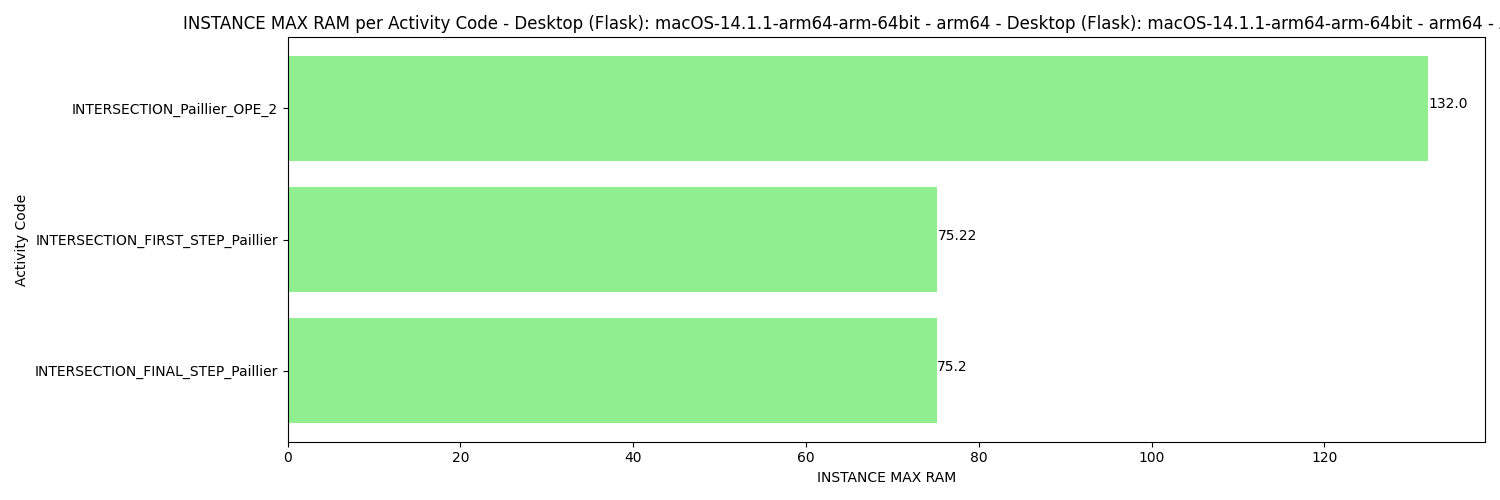 INSTANCE MAX RAM per Activity Code - Desktop (Flask): macOS-14.1.1-arm64-arm-64bit - arm64 - Desktop (Flask): macOS-14.1.1-arm64-arm-64bit - arm64 -
INTERSECTION_Paillier_OPE_2
132.0
INTERSECTION_FIRST_STEP_Paillier
75.22
INTERSECTION_FINAL_STEP_Paillier
75.2
Activity Code
0 20 40 60 80 100 120
INSTANCE MAX RAM